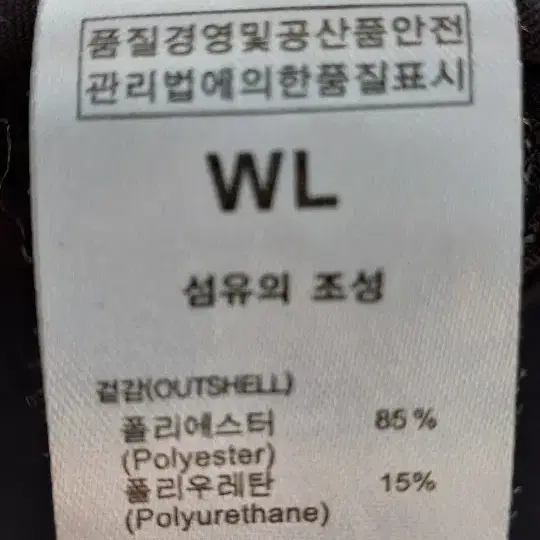 품질경영및공산품안전
관리법에의한품질표시
WL
섬유의 조성
겉감(OUTSHELL)
폴리에스터 85%
(Polyester)
폴리우레탄 15%
(Polyurethane)